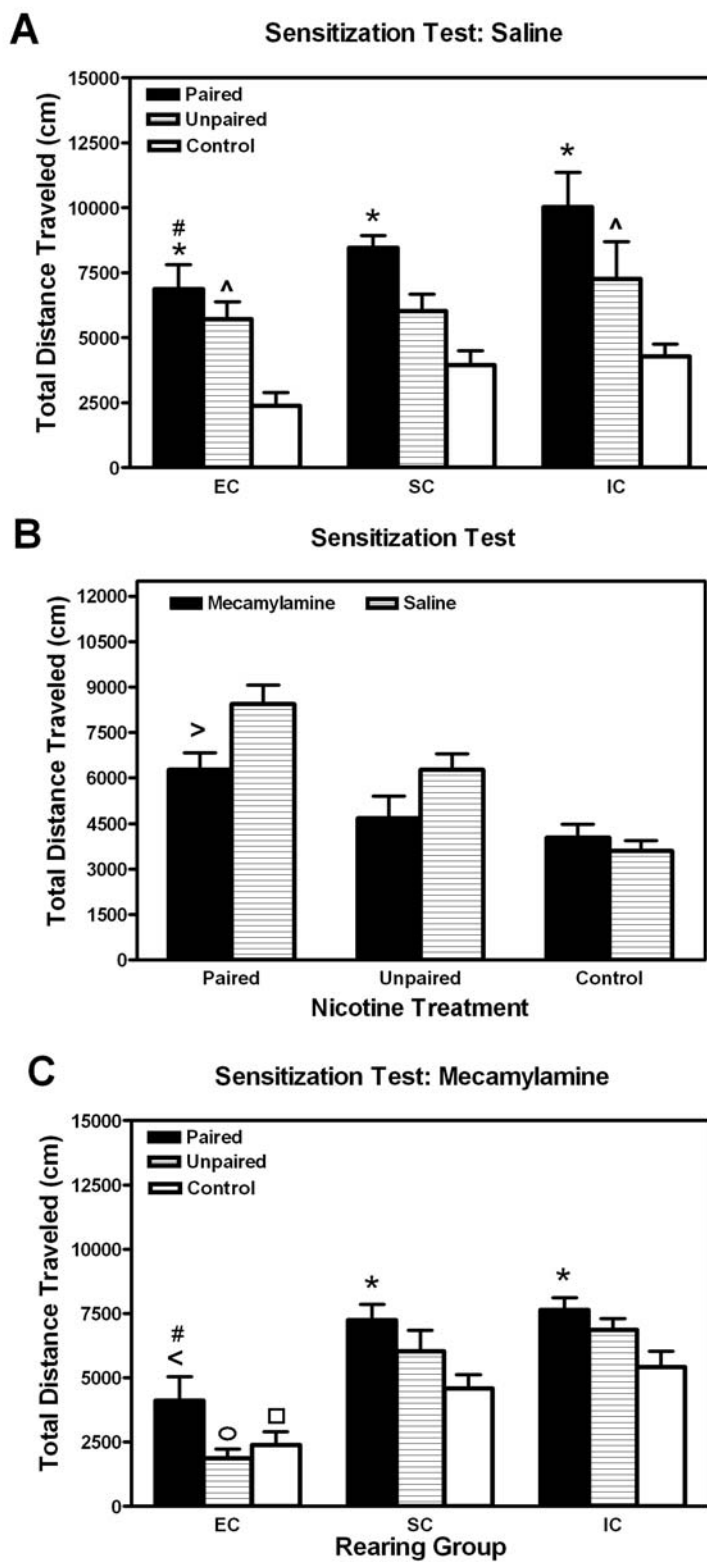 A
Sensitization Test: Saline
Total Distance Traveled (cm)
15000
12500
10000
7500
5000
2500
0
Paired
Unpaired
Control
#
*
^
*
*
^
EC SC IC
B
Sensitization Test
Total Distance Traveled (cm)
12000
10500
9000
7500
6000
4500
3000
1500
0
Mecamylamine Saline
>
Paired Unpaired Control
Nicotine Treatment
C
Sensitization Test: Mecamylamine
Total Distance Traveled (cm)
15000
12500
10000
7500
5000
2500
0
Paired
Unpaired
Control
#
<
○
□
*
*
EC SC IC
Rearing Group